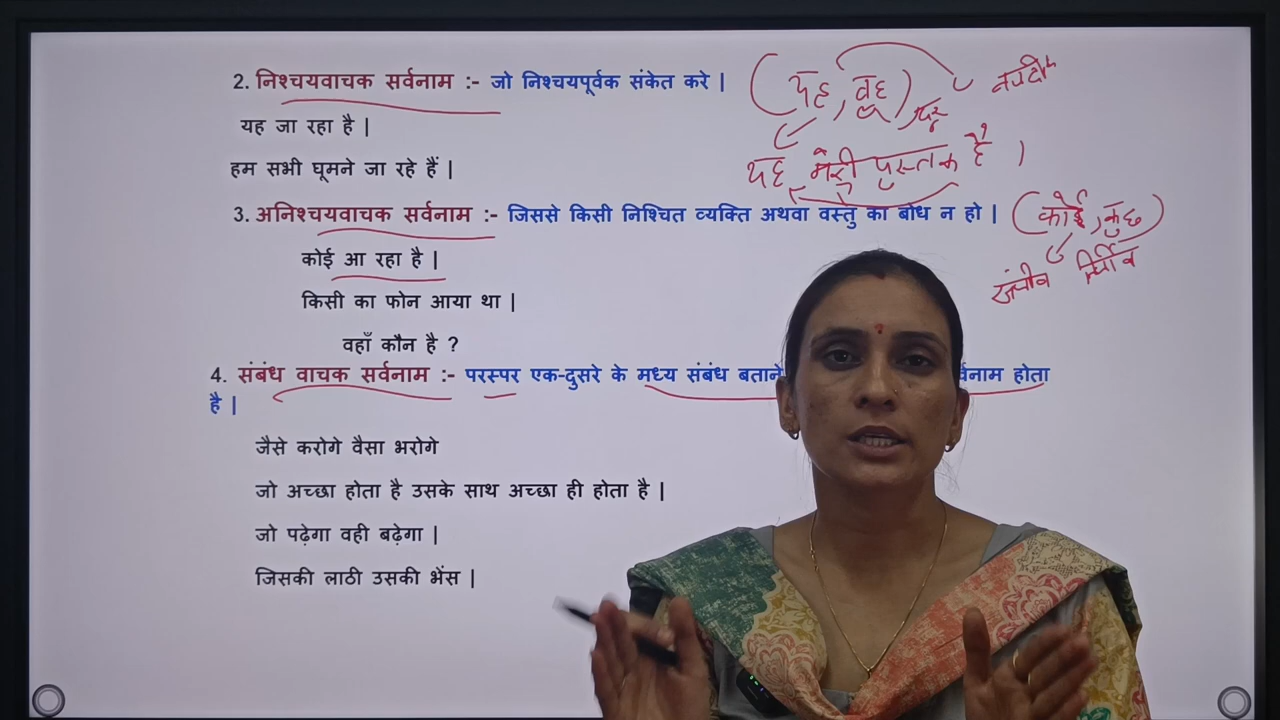 2. निश्चयवाचक सर्वनाम :- जो निश्चयपूर्वक संकेत करे |
(यह, वह)
यह जा रहा है |
यह मेरी पुस्तक है ।
हम सभी घूमने जा रहे हैं |
3. अनिश्चयवाचक सर्वनाम :- जिससे किसी निश्चित व्यक्ति अथवा वस्तु का बोध न हो |
(कोई, कुछ)
कोई आ रहा है |
किसी का फोन आया था |
वहाँ कौन है ?
4. संबंध वाचक सर्वनाम :- परस्पर एक-दुसरे के मध्य संबंध बताने होता
है |
जैसे करोगे वैसा भरोगे
जो अच्छा होता है उसके साथ अच्छा ही होता है |
जो पढ़ेगा वही बढ़ेगा |
जिसकी लाठी उसकी भेंस |